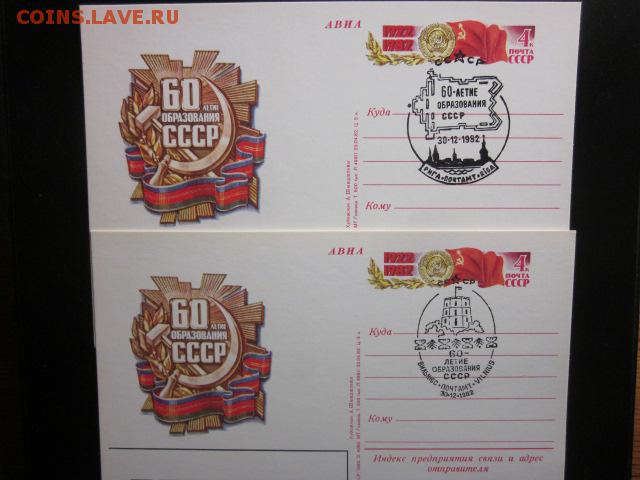 COINS.LAVE.RU
АВИА
1922
1982
4к
ПОЧТА
СССР
60
ЛЕТИЕ
ОБРАЗОВАНИЯ
СССР
СССР
60-ЛЕТИЕ
ОБРАЗОВАНИЯ
СССР
30-12-1982
РИГА • ПОЧТАМТ • RĪGA
Куда
Кому
АВИА
1922
1982
4к
ПОЧТА
СССР
60
ЛЕТИЕ
ОБРАЗОВАНИЯ
СССР
СССР
60-
ЛЕТИЕ
ОБРАЗОВАНИЯ
СССР
ВИЛЬНЮС • ПОЧТАМТ • VILNIUS
30-12-1982
Куда
Кому
Индекс предприятия связи и адрес
отправителя